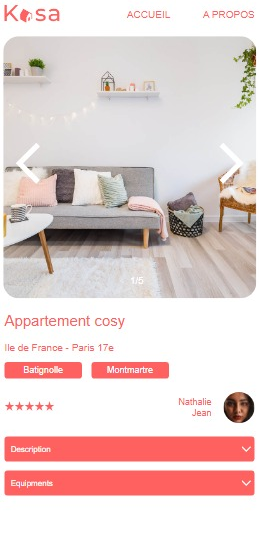 Kasa
ACCUEIL A PROPOS
1/5
Appartement cosy
Ile de France - Paris 17e
Batignolle Montmartre
Nathalie
Jean
Description
Equipments